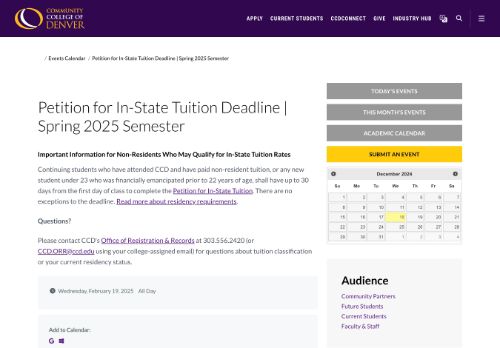 COMMUNITY
COLLEGE OF
DENVER
APPLY CURRENT STUDENTS CCDCONNECT GIVE INDUSTRY HUB
/ Events Calendar / Petition for In-State Tuition Deadline | Spring 2025 Semester
Petition for In-State Tuition Deadline |
Spring 2025 Semester
Important Information for Non-Residents Who May Qualify for In-State Tuition Rates
Continuing students who have attended CCD and have paid non-resident tuition, or any new
student under 23 who was financially emancipated prior to 22 years of age, shall have up to 30
days from the first day of class to complete the Petition for In-State Tuition. There are no
exceptions to the deadline. Read more about residency requirements.
Questions?
Please contact CCD's Office of Registration & Records at 303.556.2420 (or
CCD.ORR@ccd.edu using your college-assigned email) for questions about tuition classification
or your current residency status.
Wednesday, February 19, 2025 All Day
Add to Calendar:
TODAY'S EVENTS
THIS MONTH'S EVENTS
ACADEMIC CALENDAR
SUBMIT AN EVENT
December 2024
Su Mo Tu We Th Fr Sa
1 2 3 4 5 6 7
8 9 10 11 12 13 14
15 16 17 18 19 20 21
22 23 24 25 26 27 28
29 30 31 1 2 3 4
Audience
Community Partners
Future Students
Current Students
Faculty & Staff